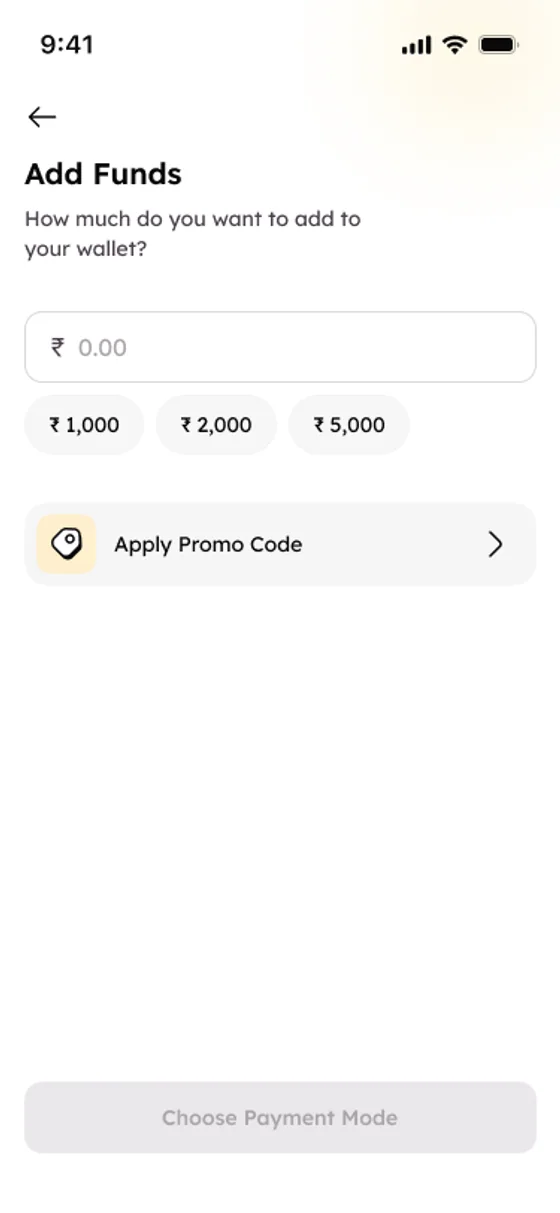 9:41
Add Funds
How much do you want to add to
your wallet?
₹ 0.00
₹ 1,000 ₹ 2,000 ₹ 5,000
Apply Promo Code
Choose Payment Mode